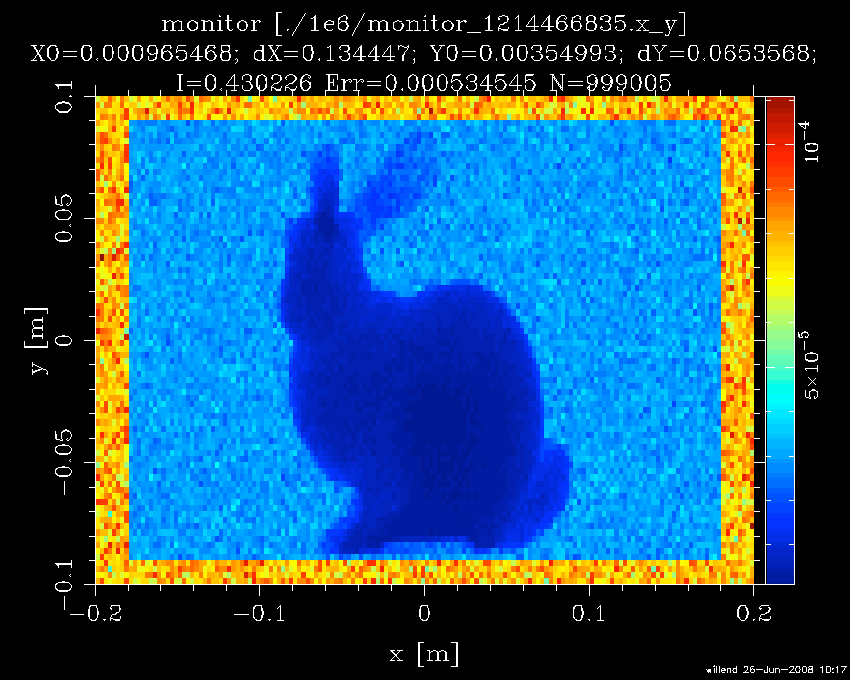 monitor [./1e6/monitor_1214466835.x_y]
X0=0.000965468; dX=0.134447; Y0=0.00354993; dY=0.0653568;
I=0.430226 Err=0.000534545 N=999005
0.1
0.05
0
−0.05
−0.1
y [m]
10⁻⁴
5×10⁻⁵
−0.2
−0.1
0
0.1
0.2
x [m]
willend 26−Jun−2008 10:17